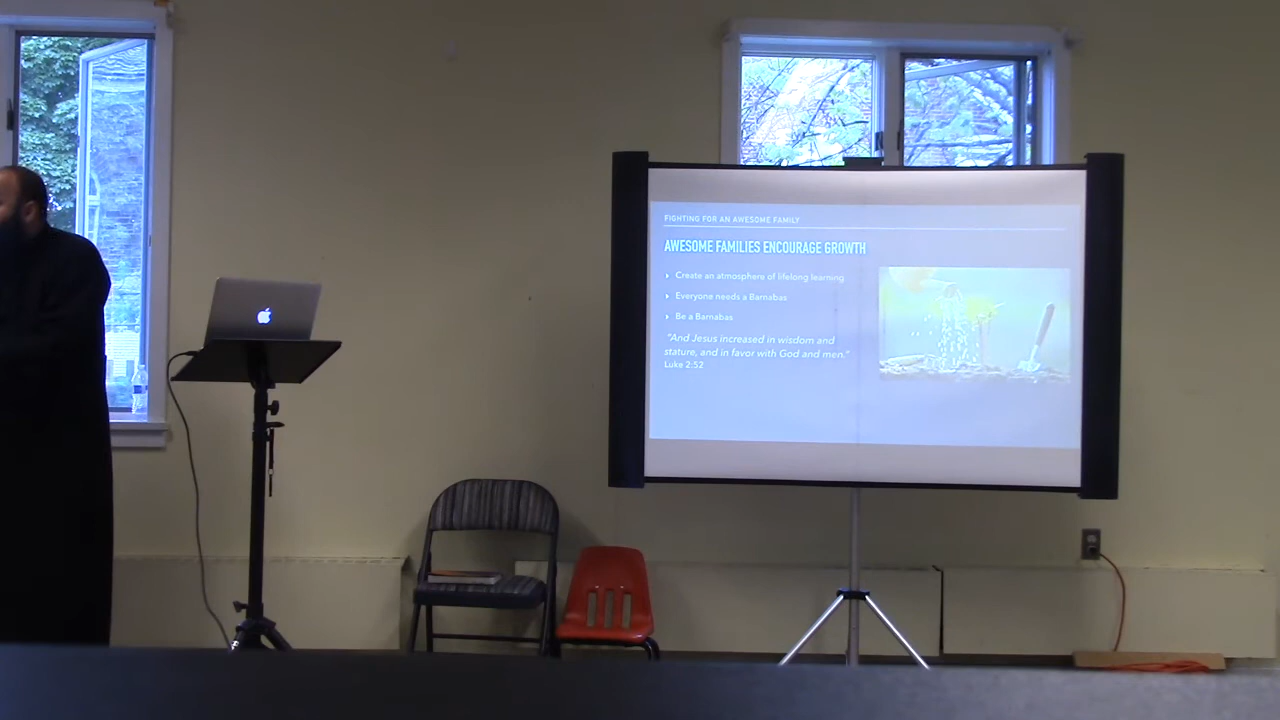 FIGHTING FOR AN AWESOME FAMILY
AWESOME FAMILIES ENCOURAGE GROWTH
Create an atmosphere of lifelong learning
Everyone needs a Barnabas
Be a Barnabas
"And Jesus increased in wisdom and
stature, and in favor with God and men."
Luke 2:52